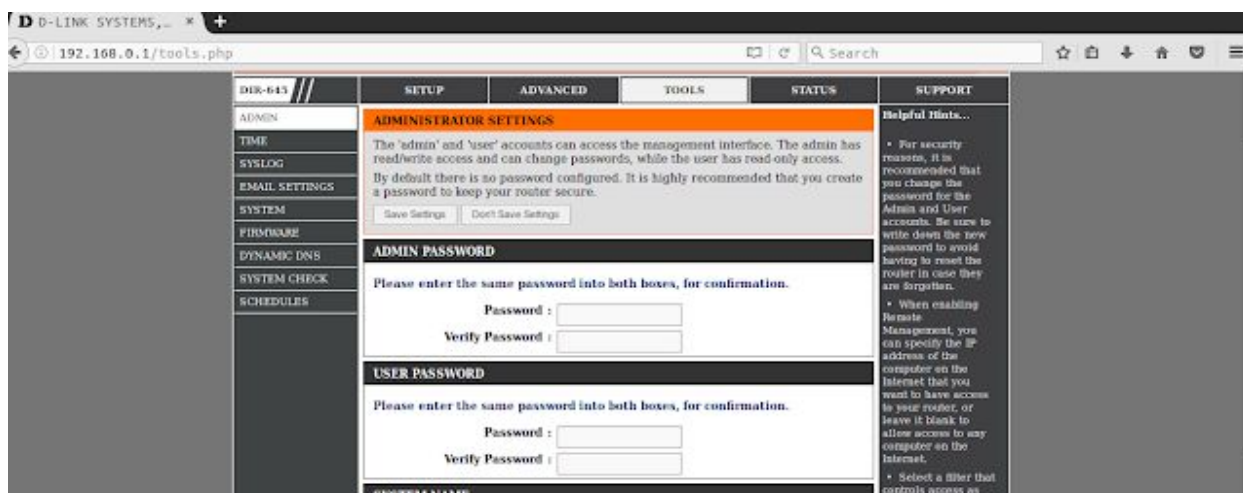 D-LINK SYSTEMS,...
192.168.0.1/tools.php
Search
DIR-645
SETUP
ADVANCED
TOOLS
STATUS
SUPPORT
ADMIN
TIME
SYSLOG
EMAIL SETTINGS
SYSTEM
FIRMWARE
DYNAMIC DNS
SYSTEM CHECK
SCHEDULES
ADMINISTRATOR SETTINGS
The 'admin' and 'user' accounts can access the management interface. The admin has
read/write access and can change passwords, while the user has read-only access.
By default there is no password configured. It is highly recommended that you create
a password to keep your router secure.
Save Settings
Don't Save Settings
ADMIN PASSWORD
Please enter the same password into both boxes, for confirmation.
Password :
Verify Password :
USER PASSWORD
Please enter the same password into both boxes, for confirmation.
Password :
Verify Password :
SYSTEM NAME
Helpful Hints...
• For security
reasons, it is
recommended that
you change the
password for the
Admin and User
accounts. Be sure to
write down the new
password to avoid
having to reset the
router in case they
are forgotten.
• When enabling
Remote
Management, you
can specify the IP
address of the
computer on the
Internet that you
want to have access
to your router, or
leave it blank to
allow access to any
computer on the
Internet.
• Select a filter that
controls access as